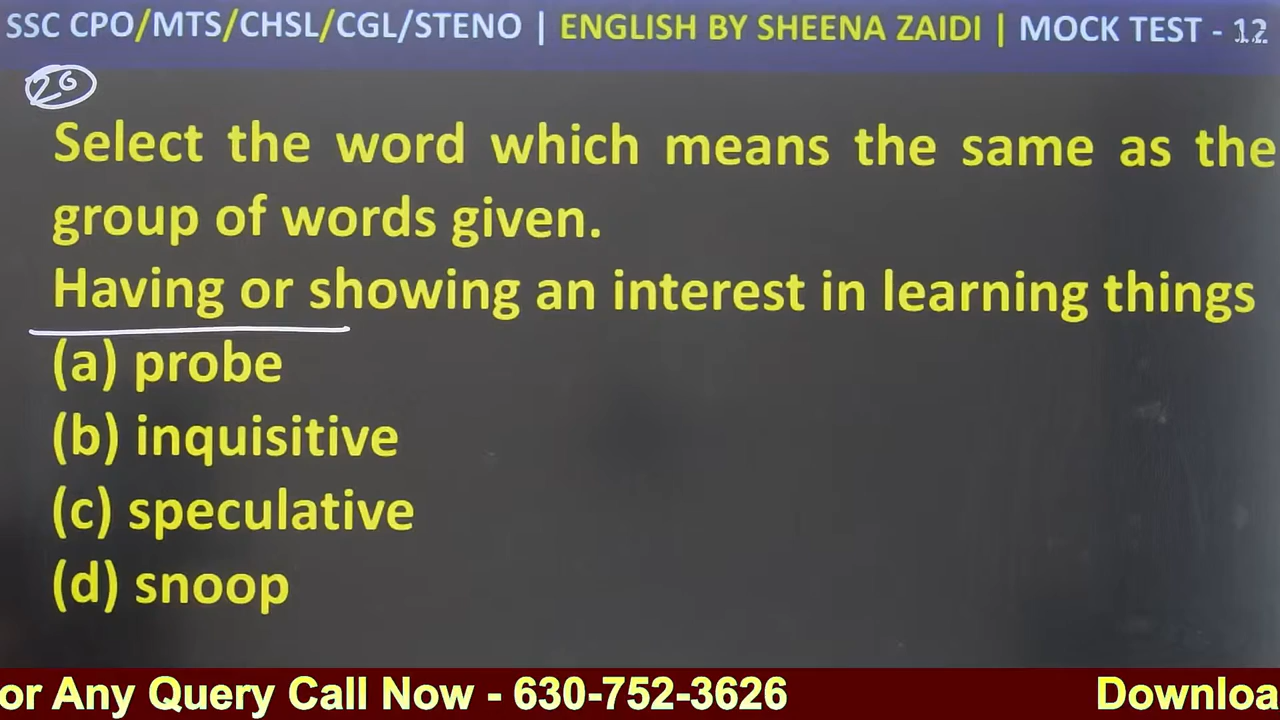 SSC CPO/MTS/CHSL/CGL/STENO | ENGLISH BY SHEENA ZAIDI | MOCK TEST - 12
26
Select the word which means the same as the
group of words given.
Having or showing an interest in learning things
(a) probe
(b) inquisitive
(c) speculative
(d) snoop
or Any Query Call Now - 630-752-3626 Downloa